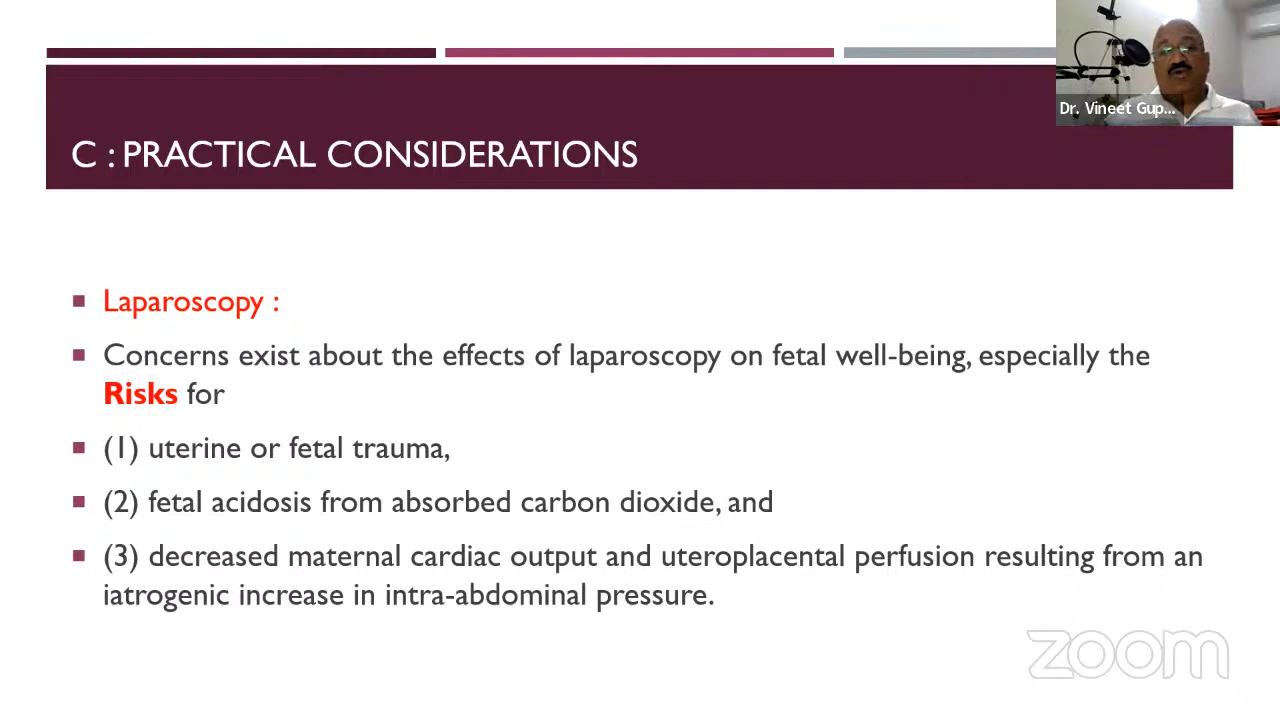 Dr. Vineet Gup...
C : PRACTICAL CONSIDERATIONS
Laparoscopy :
Concerns exist about the effects of laparoscopy on fetal well-being, especially the
Risks for
(1) uterine or fetal trauma,
(2) fetal acidosis from absorbed carbon dioxide, and
(3) decreased maternal cardiac output and uteroplacental perfusion resulting from an
iatrogenic increase in intra-abdominal pressure.
zoom